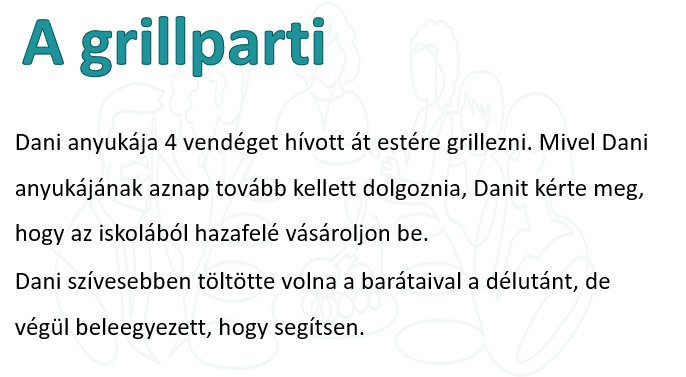 A grillparti
Dani anyukája 4 vendéget hívott át estére grillezni. Mivel Dani
anyukájának aznap tovább kellett dolgoznia, Danit kérte meg,
hogy az iskolából hazafelé vásároljon be.
Dani szívesebben töltötte volna a barátaival a délutánt, de
végül beleegyezett, hogy segítsen.